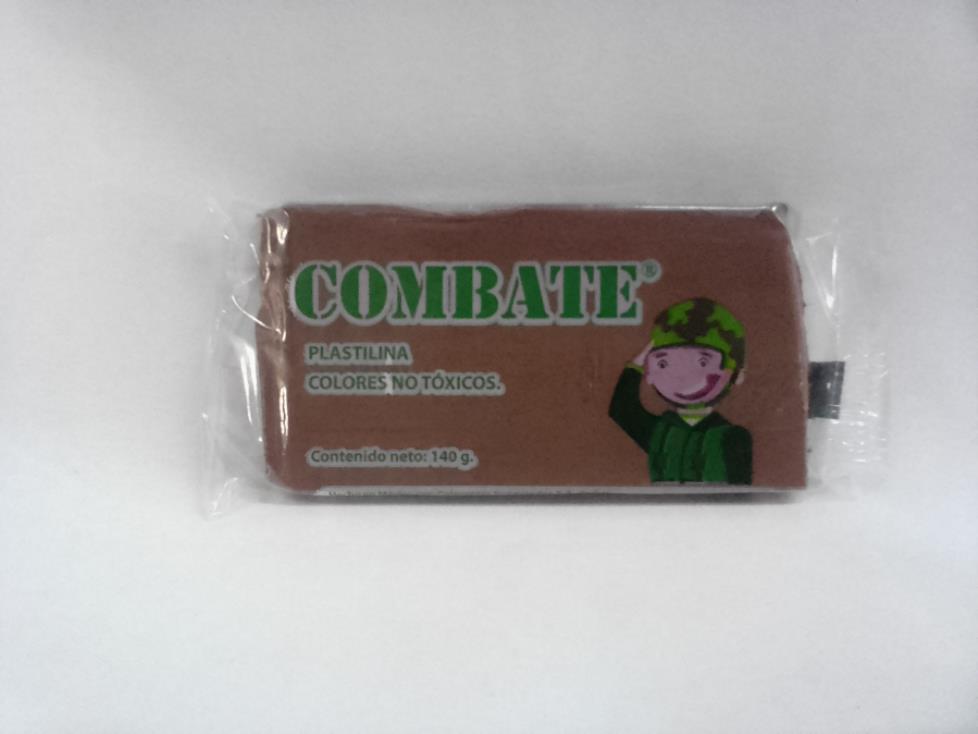 COMBATE®
PLASTILINA
COLORES NO TÓXICOS.
Contenido neto: 140 g.